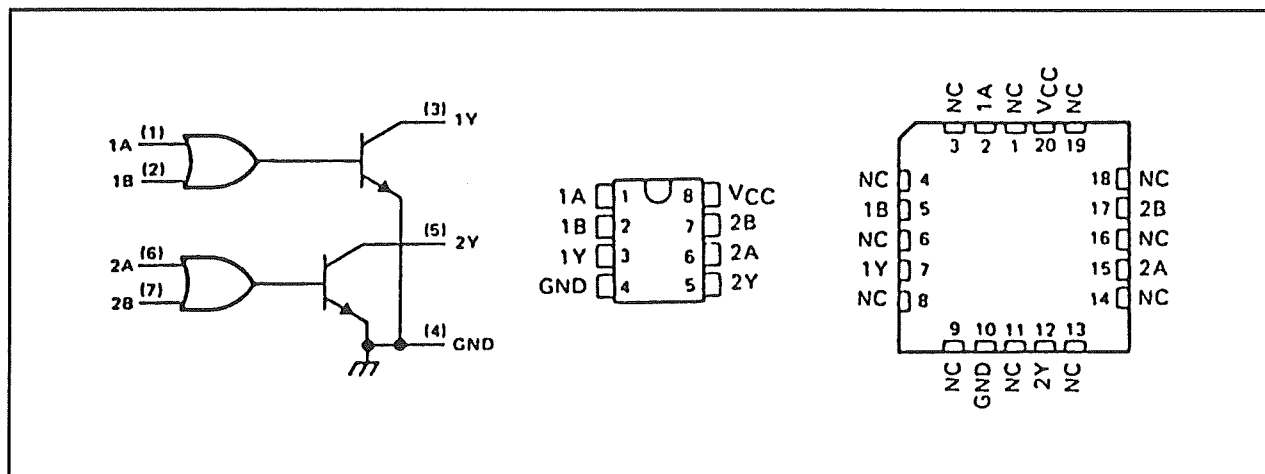 (3) 1Y
1A (1)
1B (2)
(5) 2Y
2A (6)
2B (7)
(4) GND
1A 1 8 VCC
1B 2 7 2B
1Y 3 6 2A
GND 4 5 2Y
NC 1A NC VCC NC
3 2 1 20 19
NC 4 18 NC
1B 5 17 2B
NC 6 16 NC
1Y 7 15 2A
NC 8 14 NC
9 10 11 12 13
NC GND NC 2Y NC